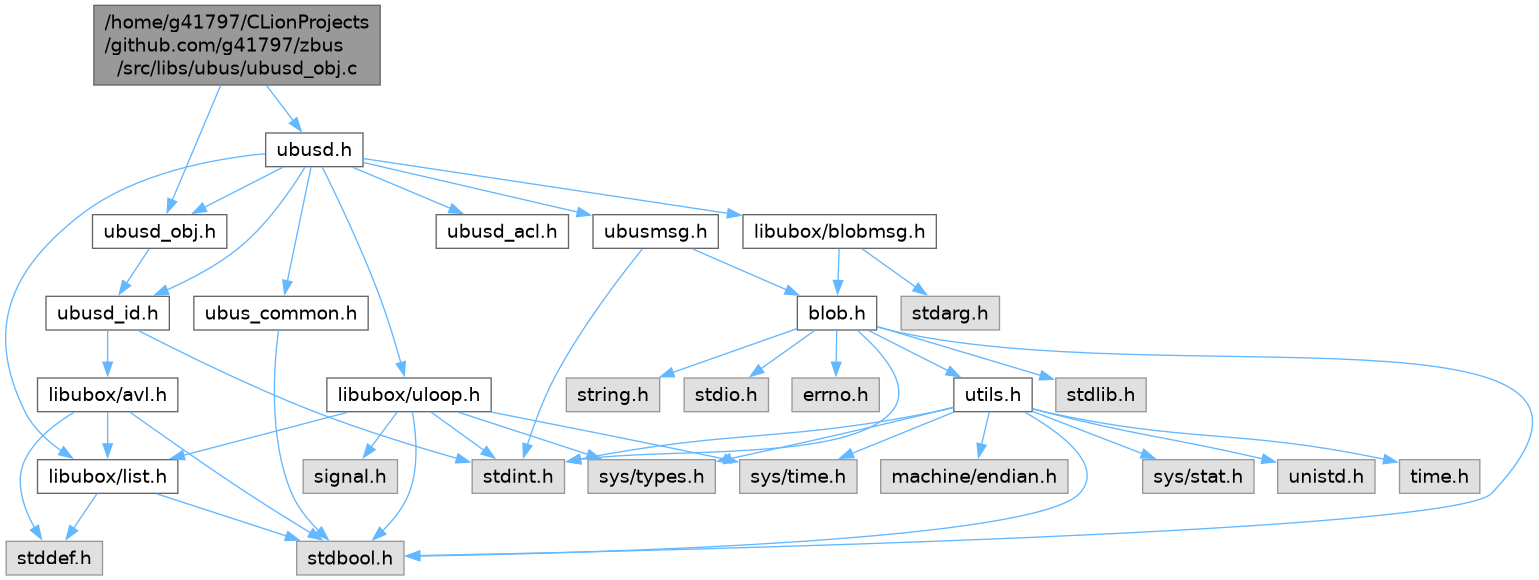 /home/g41797/CLionProjects
/github.com/g41797/zbus
/src/libs/ubus/ubusd_obj.c
ubusd.h
ubusd_obj.h
ubusd_acl.h
ubusmsg.h
libubox/blobmsg.h
ubusd_id.h
ubus_common.h
blob.h
stdarg.h
libubox/avl.h
libubox/uloop.h
string.h
stdio.h
errno.h
utils.h
stdlib.h
libubox/list.h
signal.h
stdint.h
sys/types.h
sys/time.h
machine/endian.h
sys/stat.h
unistd.h
time.h
stddef.h
stdbool.h